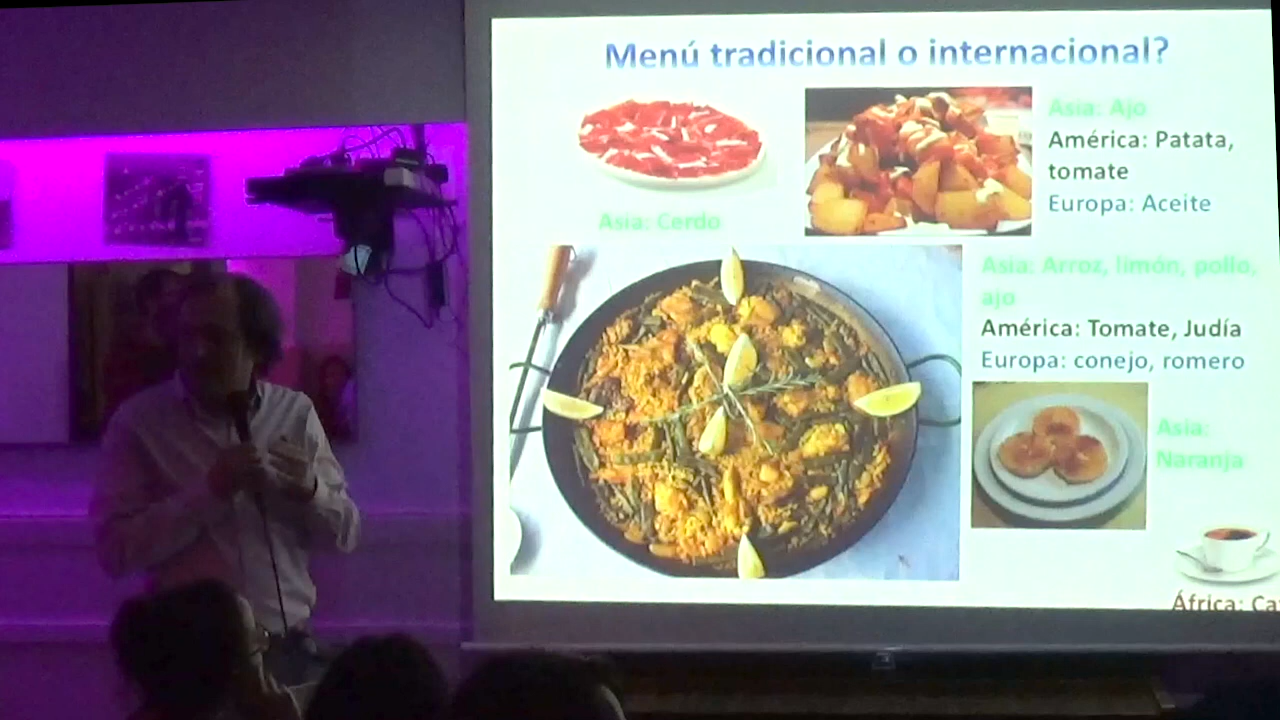 Menú tradicional o internacional?
Asia: Cerdo
Asia: Ajo
América: Patata,
tomate
Europa: Aceite
Asia: Arroz, limón, pollo,
ajo
América: Tomate, Judía
Europa: conejo, romero
Asia:
Naranja
África: Ca